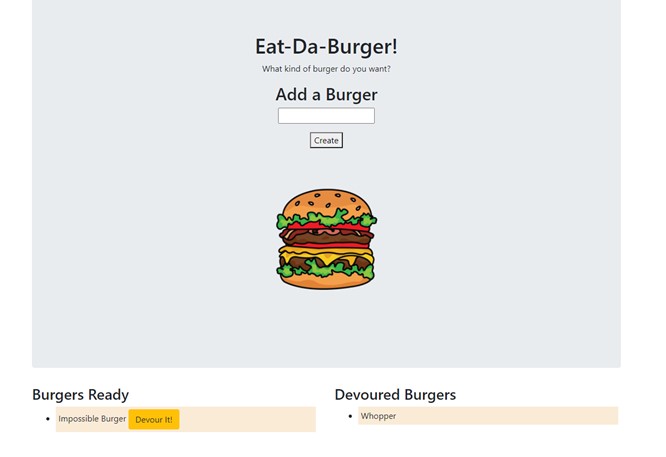 Eat-Da-Burger!
What kind of burger do you want?
Add a Burger
Create
Burgers Ready
Impossible Burger Devour It!
Devoured Burgers
Whopper